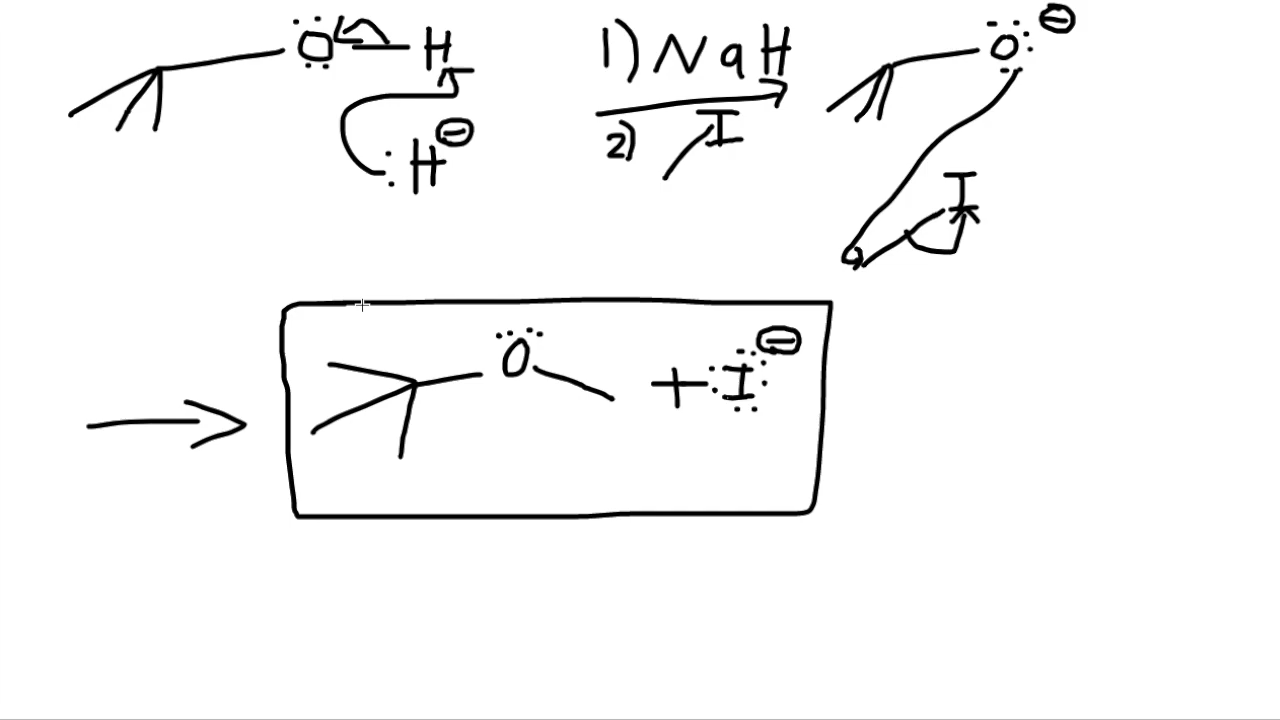 O H 1) NaH O ⊖
:H ⊖ 2) I
I
O + I ⊖